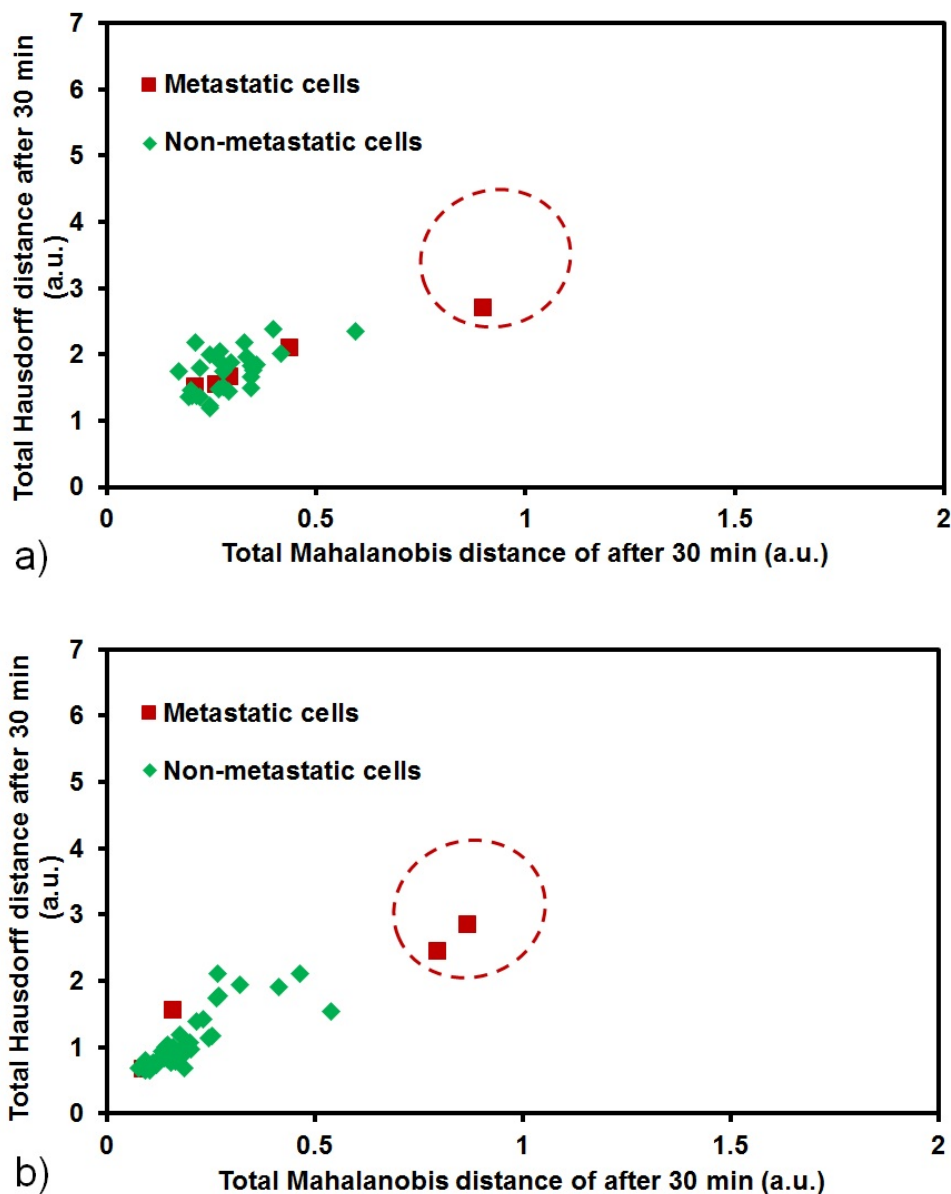 7
6
5
4
3
2
1
0
Total Hausdorff distance after 30 min
(a.u.)
Metastatic cells
Non-metastatic cells
0 0.5 1 1.5 2
Total Mahalanobis distance of after 30 min (a.u.)
a)
7
6
5
4
3
2
1
0
Total Hausdorff distance after 30 min
(a.u.)
Metastatic cells
Non-metastatic cells
0 0.5 1 1.5 2
Total Mahalanobis distance of after 30 min (a.u.)
b)